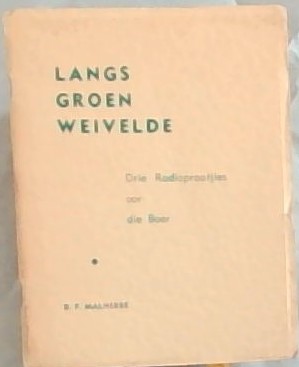 LANGS
GROEN
WEIVELDE
Drie Radiopraatjies
oor
die Boer
D. F. MALHERBE